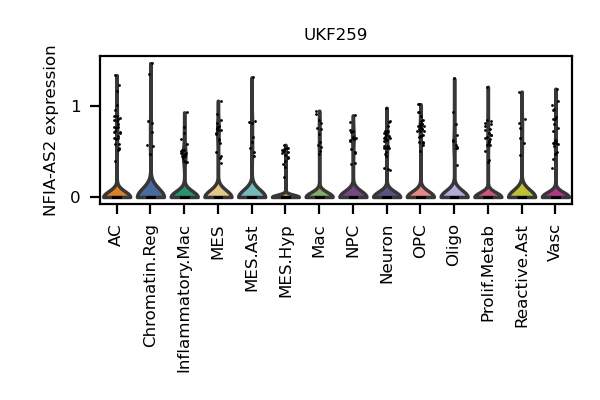 UKF259
NFIA-AS2 expression
1
0
AC
Chromatin.Reg
Inflammatory.Mac
MES
MES.Ast
MES.Hyp
Mac
NPC
Neuron
OPC
Oligo
Prolif.Metab
Reactive.Ast
Vasc